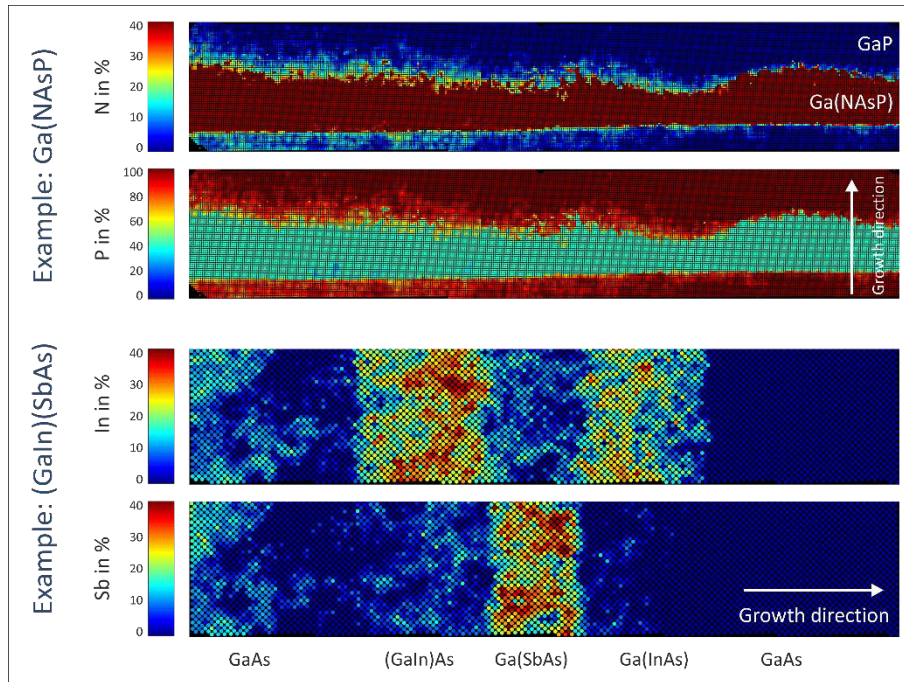 Example: Ga(NAsP)
N in %
40
30
20
10
0
GaP
Ga(NAsP)
P in %
100
80
60
40
20
0
Growth direction
Example: (GaIn)(SbAs)
In in %
40
30
20
10
0
Sb in %
40
30
20
10
0
Growth direction
GaAs (GaIn)As Ga(SbAs) Ga(InAs) GaAs